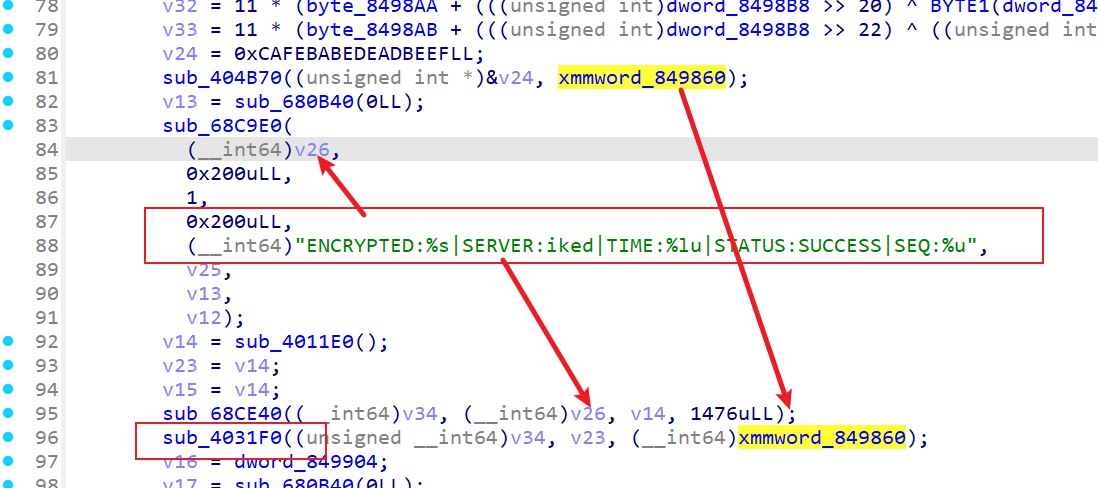 78 v32 = 11 * (byte_8498AA + (((unsigned int)dword_8498B8 >> 20) ^ BYTE1(dword_84
79 v33 = 11 * (byte_8498AB + (((unsigned int)dword_8498B8 >> 22) ^ ((unsigned int
80 v24 = 0xCAFEBABEDEADBEEFLL;
81 sub_404B70((unsigned int *)&v24, xmmword_849860);
82 v13 = sub_680B40(0LL);
83 sub_68C9E0(
84 (__int64)v26,
85 0x200uLL,
86 1,
87 0x200uLL,
88 (__int64)"ENCRYPTED:%s|SERVER:iked|TIME:%lu|STATUS:SUCCESS|SEQ:%u",
89 v25,
90 v13,
91 v12);
92 v14 = sub_4011E0();
93 v23 = v14;
94 v15 = v14;
95 sub_68CE40((__int64)v34, (__int64)v26, v14, 1476uLL);
96 sub_4031F0((unsigned __int64)v34, v23, (__int64)xmmword_849860);
97 v16 = dword_849904;
98 v17 = sub_680B40(0LL);